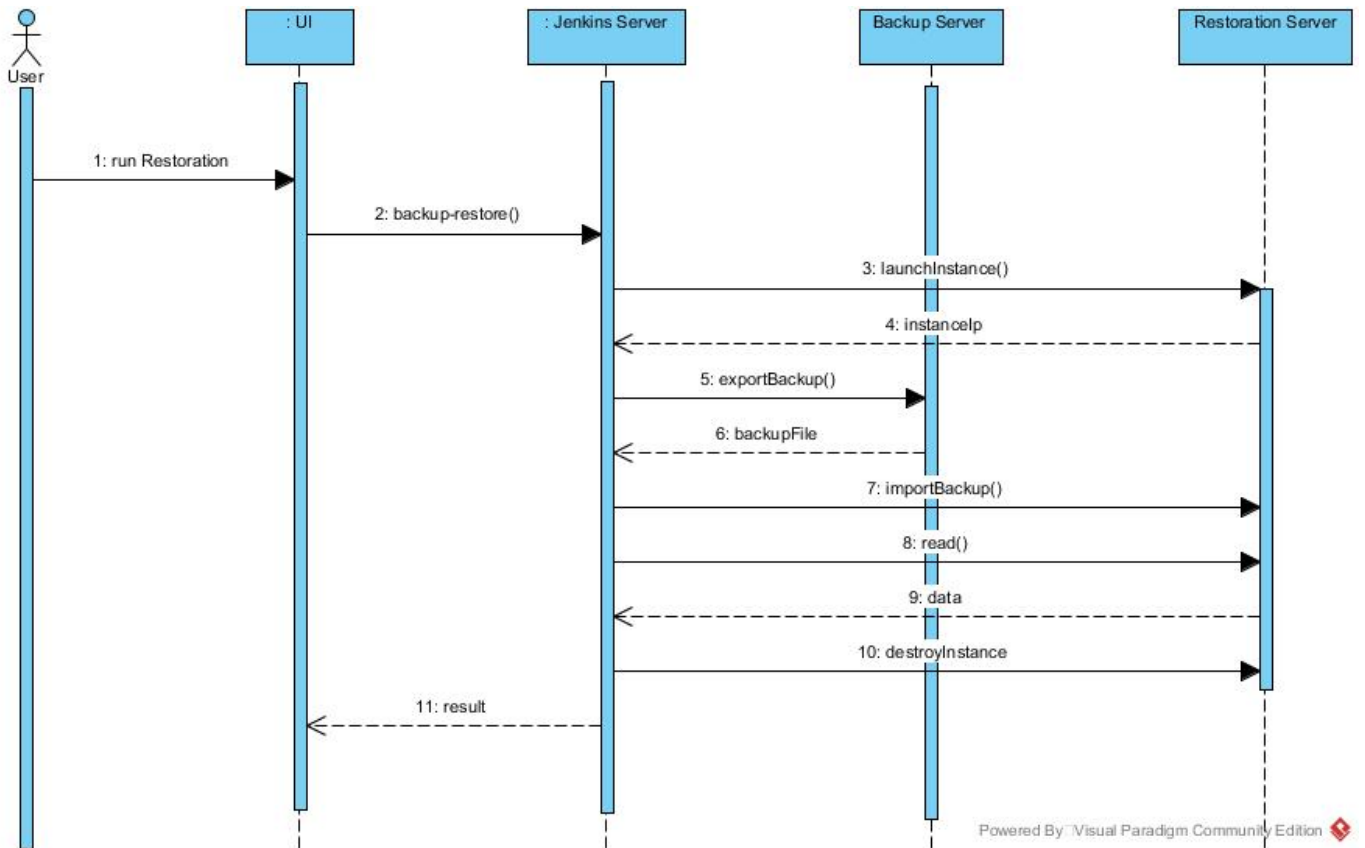 : UI
: Jenkins Server
Backup Server
Restoration Server
User
1: run Restoration
2: backup-restore()
3: launchInstance()
4: instanceIp
5: exportBackup()
6: backupFile
7: importBackup()
8: read()
9: data
10: destroyInstance
11: result
Powered By Visual Paradigm Community Edition